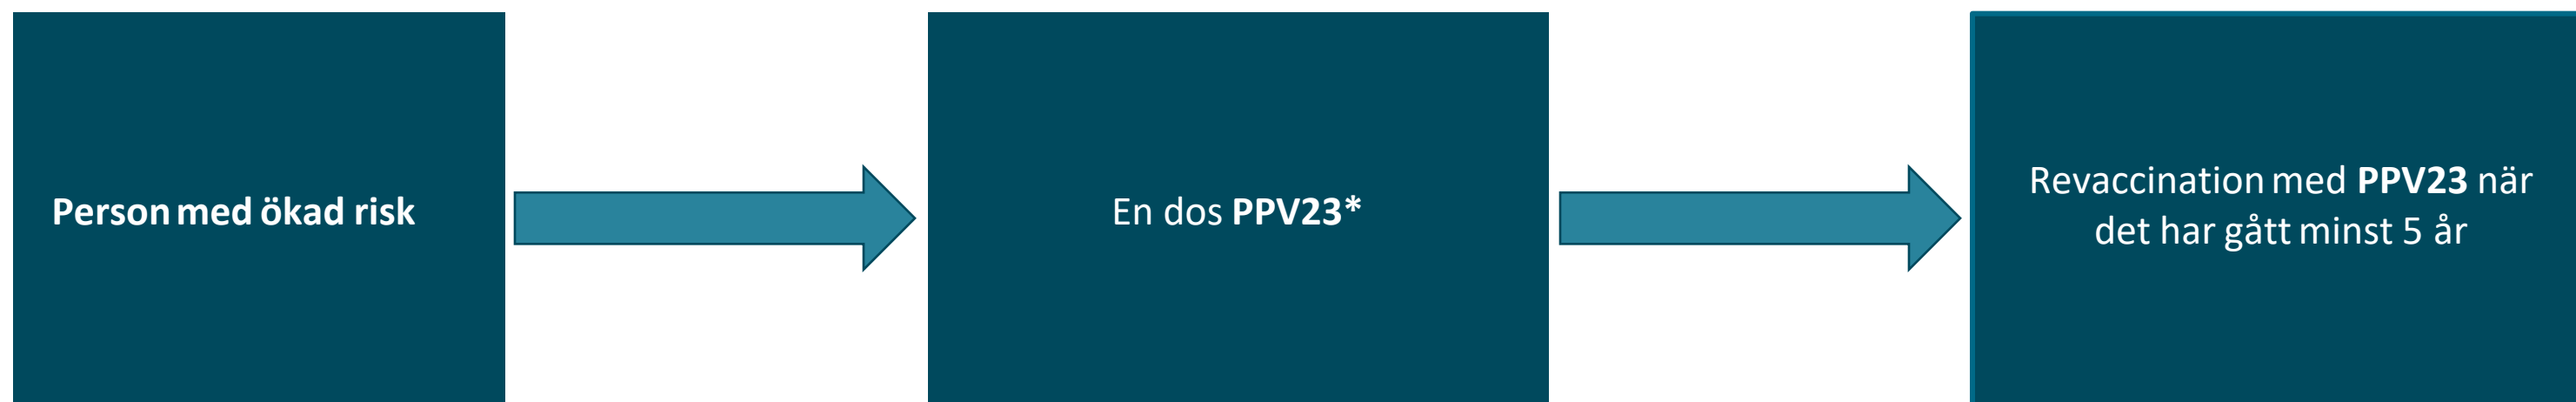 Person med ökad risk
En dos PPV23*
Revaccination med PPV23 när
det har gått minst 5 år